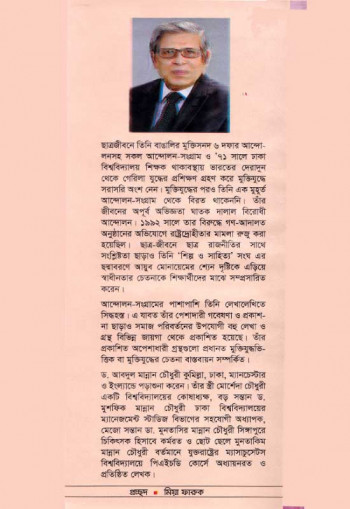 ছাত্রজীবনে তিনি বাঙালির মুক্তিসনদ ৬ দফার আন্দো-
লনসহ সকল আন্দোলন-সংগ্রাম ও '৭১ সালে ঢাকা
বিশ্ববিদ্যালয় শিক্ষক থাকাবস্থায় ভারতের দেরাদুন
থেকে গেরিলা যুদ্ধের প্রশিক্ষণ গ্রহণ করে মুক্তিযুদ্ধে
সরাসরি অংশ নেন। মুক্তিযুদ্ধের পরও তিনি এক মুহূর্ত
আন্দোলন-সংগ্রাম থেকে বিরত থাকেননি। তাঁর
জীবনের অপূর্ব অভিজ্ঞতা ঘাতক দালাল বিরোধী
আন্দোলন। ১৯৯২ সালে তার বিরুদ্ধে গণ-আদালত
অনুষ্ঠানের অভিযোগে রাষ্ট্রদ্রোহীতার মামলা রুজু করা
হয়েছিল। ছাত্র-জীবনে ছাত্র রাজনীতির সাথে
সংশ্লিষ্টতা ছাড়াও তিনি 'শিল্প ও সাহিত্য' সংঘ এর
ছত্রাবরণে আয়ুব মোনায়েমের শ্যেন দৃষ্টিকে এড়িয়ে
স্বাধীনতার চেতনাকে শিক্ষার্থীদের মাঝে সম্প্রসারিত
করেন।
আন্দোলন-সংগ্রামের পাশাপাশি তিনি লেখালেখিতে
সিদ্ধহস্ত। এ যাবত তাঁর পেশাদারী গবেষণা ও প্রকাশ-
না ছাড়াও সমাজ পরিবর্তনের উপযোগী বহু লেখা ও
গ্রন্থ বিভিন্ন জায়গা থেকে প্রকাশিত হয়েছে। তাঁর
প্রকাশিত অপেশাদারী গ্রন্থগুলো প্রধানত মুক্তিযুদ্ধভি-
ত্তিক বা মুক্তিযুদ্ধের চেতনা বাস্তবায়ন সম্পর্কিত।
ড. আবদুল মান্নান চৌধুরী কুমিল্লা, ঢাকা, ম্যানচেস্টার
ও ইংল্যান্ডে পড়াশুনা করেন। তাঁর স্ত্রী মোর্শেদা চৌধুরী
একটি বিশ্ববিদ্যালয়ের কোষাধ্যক্ষ, বড় সন্তান ড.
মুশফিক মান্নান চৌধুরী ঢাকা বিশ্ববিদ্যালয়ের
ম্যানেজমেন্ট স্টাডিজ বিভাগের সহযোগী অধ্যাপক,
মেজো সন্তান ডা. মুনতাসির মান্নান চৌধুরী সিঙ্গাপুরে
চিকিৎসক হিসাবে কর্মরত ও ছোট ছেলে মুনতাকিম
মান্নান চৌধুরী বর্তমানে যুক্তরাষ্ট্রের ম্যাসাচুসেটস
বিশ্ববিদ্যালয়ে পিএইচডি কোর্সে অধ্যয়নরত ও
প্রতিষ্ঠিত লেখক।
প্রচ্ছদ ■ মিয়া ফারুক